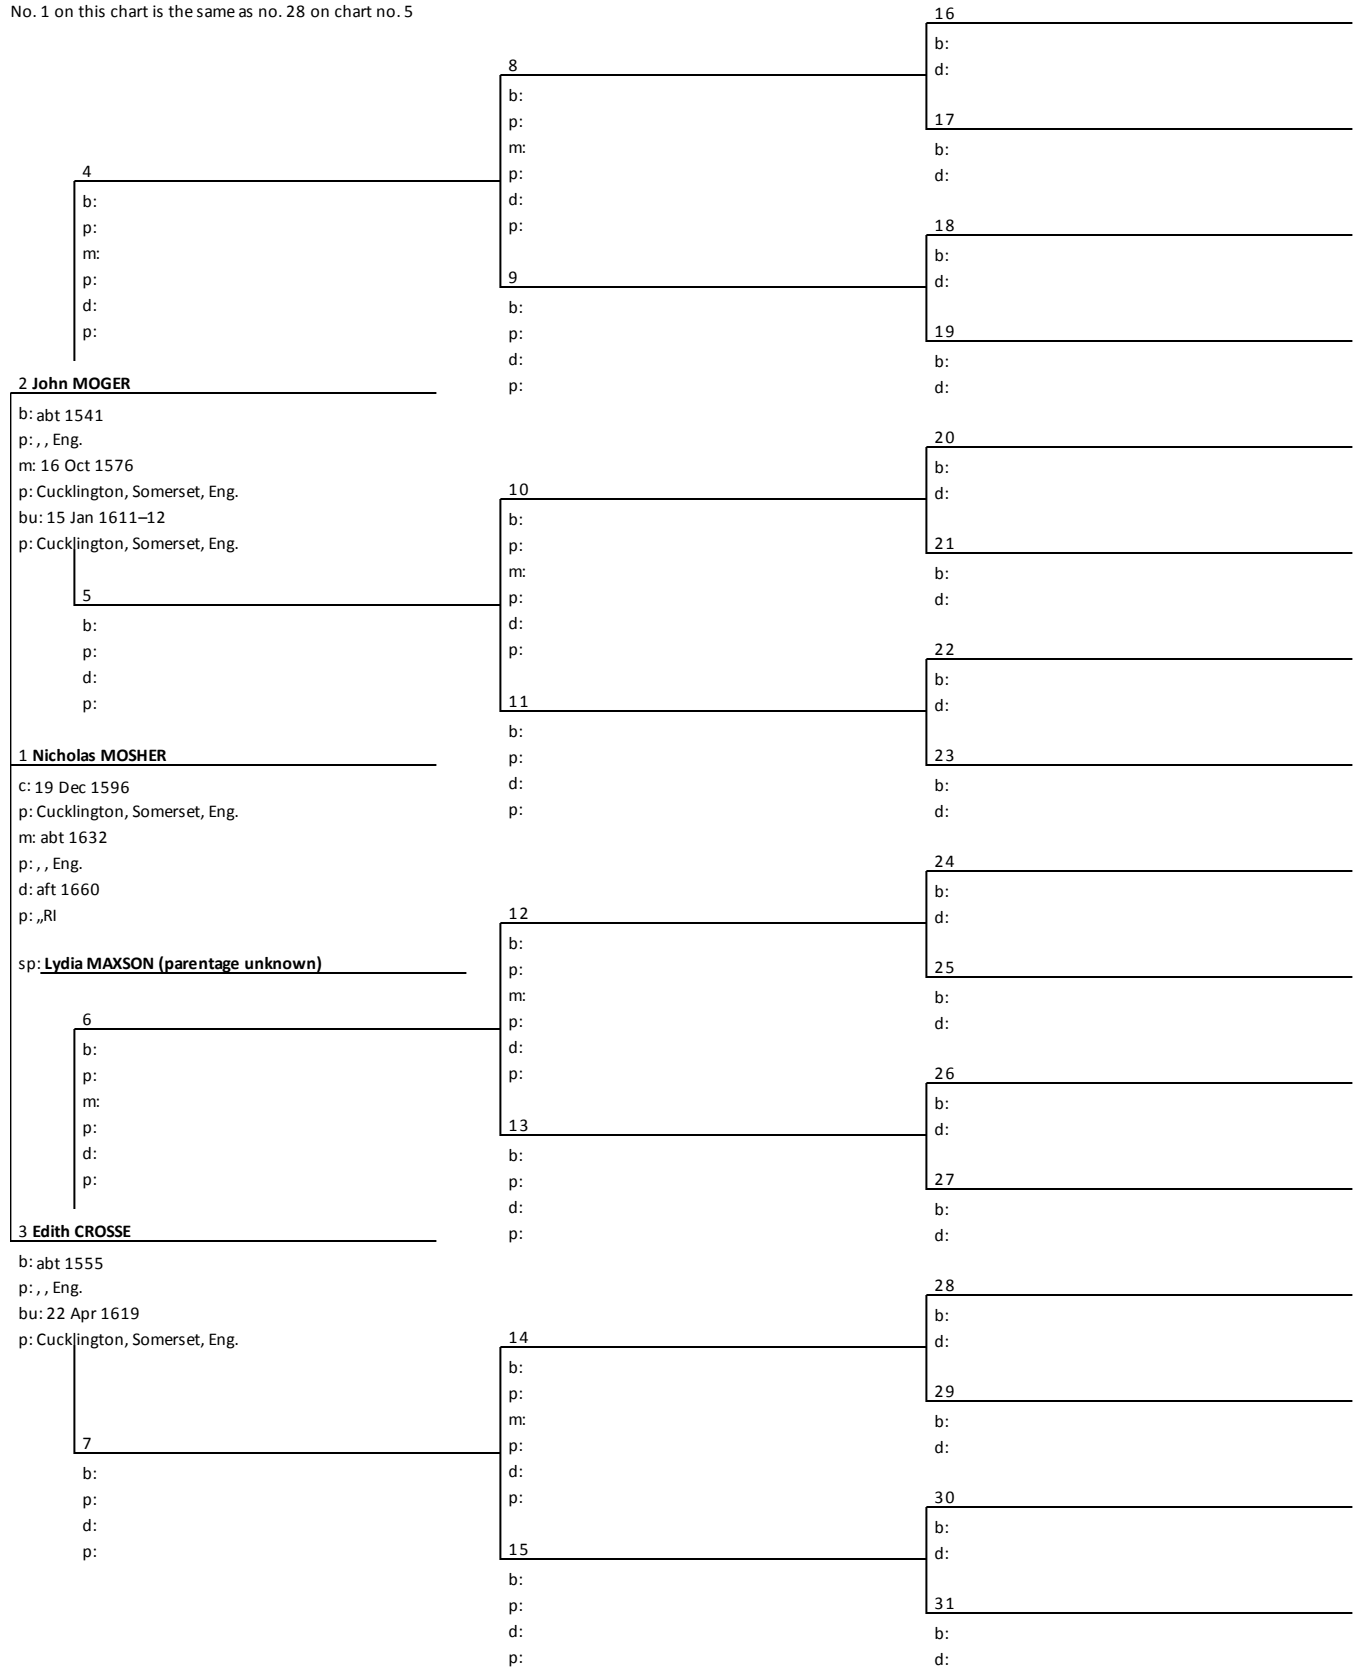 No. 1 on this chart is the same as no. 28 on chart no. 5
2 John MOGER
b: abt 1541
p: , , Eng.
m: 16 Oct 1576
p: Cucklington, Somerset, Eng.
bu: 15 Jan 1611–12
p: Cucklington, Somerset, Eng.
1 Nicholas MOSHER
c: 19 Dec 1596
p: Cucklington, Somerset, Eng.
m: abt 1632
p: , , Eng.
d: aft 1660
p: „RI
sp: Lydia MAXSON (parentage unknown)
3 Edith CROSSE
b: abt 1555
p: , , Eng.
bu: 22 Apr 1619
p: Cucklington, Somerset, Eng.
4
b:
p:
m:
p:
d:
p:
5
b:
p:
d:
p:
6
b:
p:
m:
p:
d:
p:
7
b:
p:
d:
p:
8
b:
p:
m:
p:
d:
p:
9
b:
p:
d:
p:
10
b:
p:
m:
p:
d:
p:
11
b:
p:
d:
p:
12
b:
p:
m:
p:
d:
p:
13
b:
p:
d:
p:
14
b:
p:
m:
p:
d:
p:
15
b:
p:
d:
p:
16
b:
d:
17
b:
d:
18
b:
d:
19
b:
d:
20
b:
d:
21
b:
d:
22
b:
d:
23
b:
d:
24
b:
d:
25
b:
d:
26
b:
d:
27
b:
d:
28
b:
d:
29
b:
d:
30
b:
d:
31
b:
d: